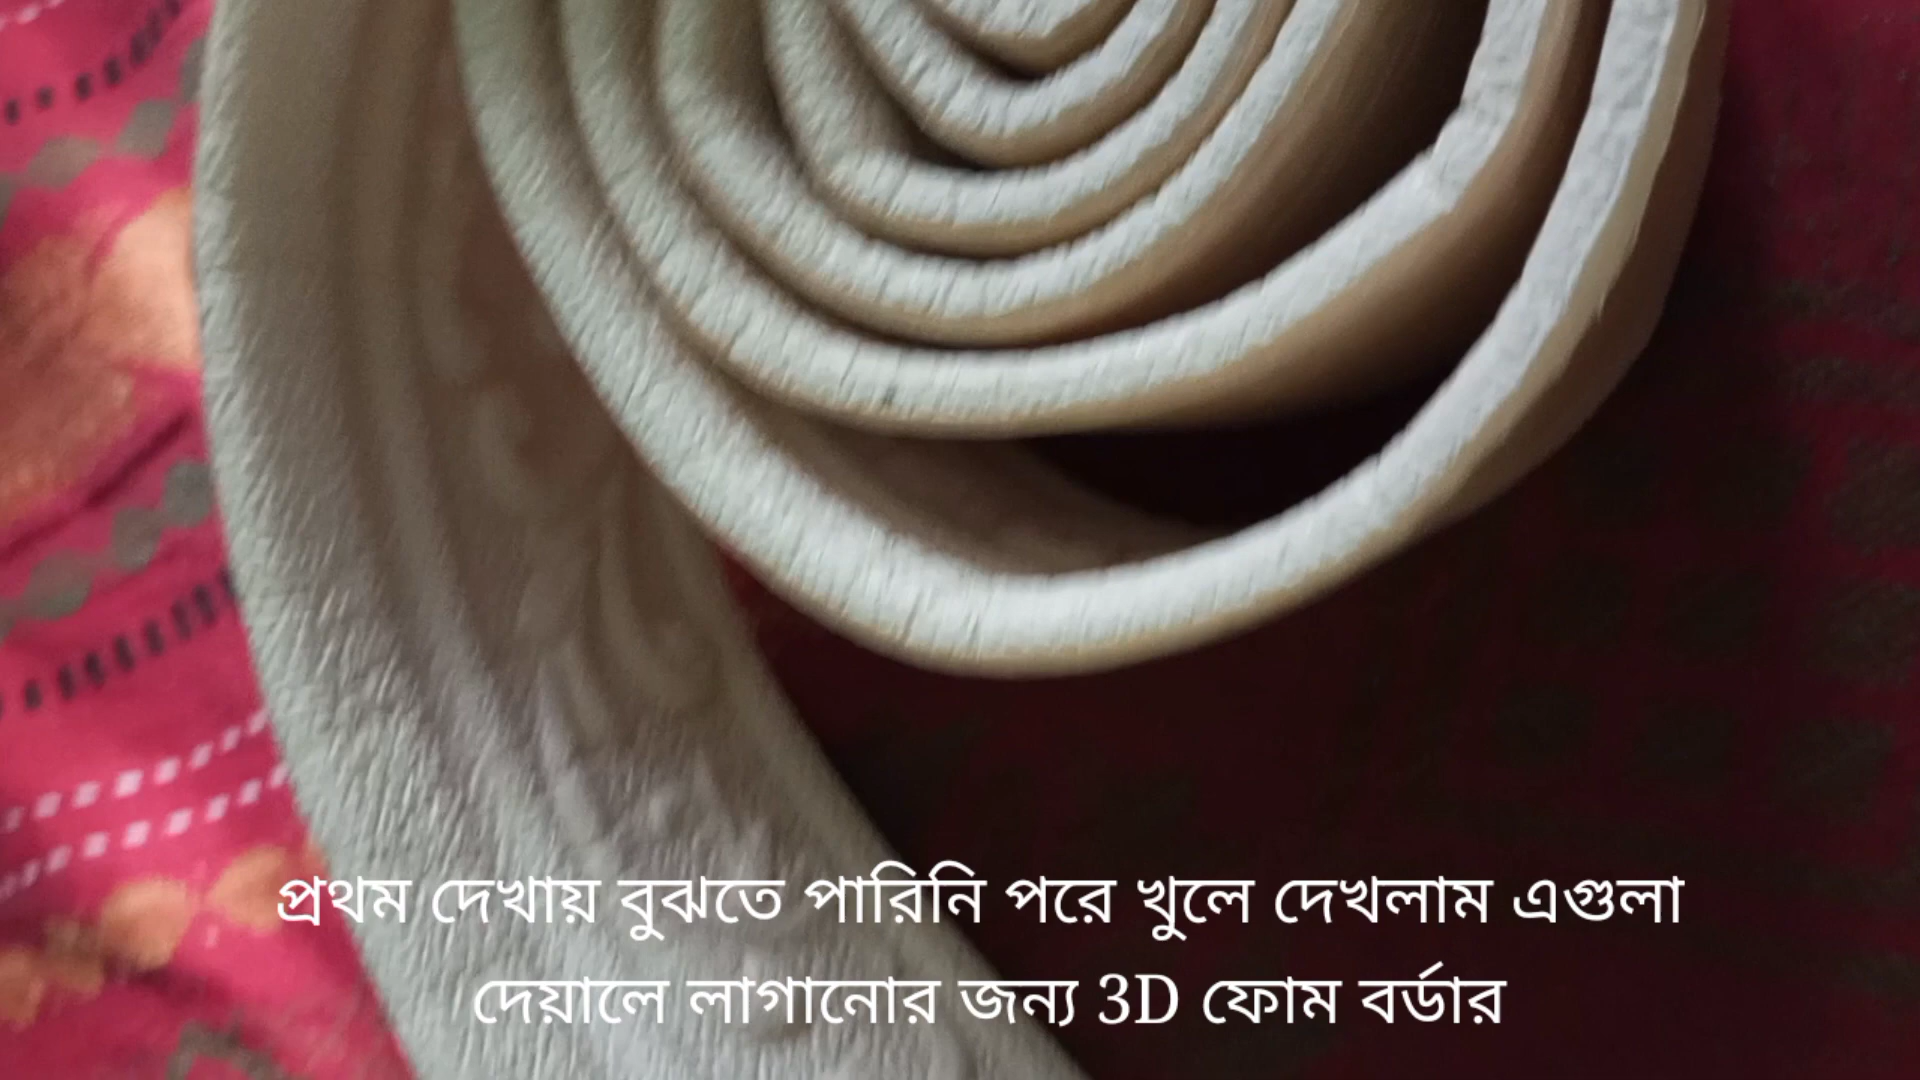 প্রথম দেখায় বুঝতে পারিনি পরে খুলে দেখলাম এগুলা
দেয়ালে লাগানোর জন্য 3D ফোম বর্ডার